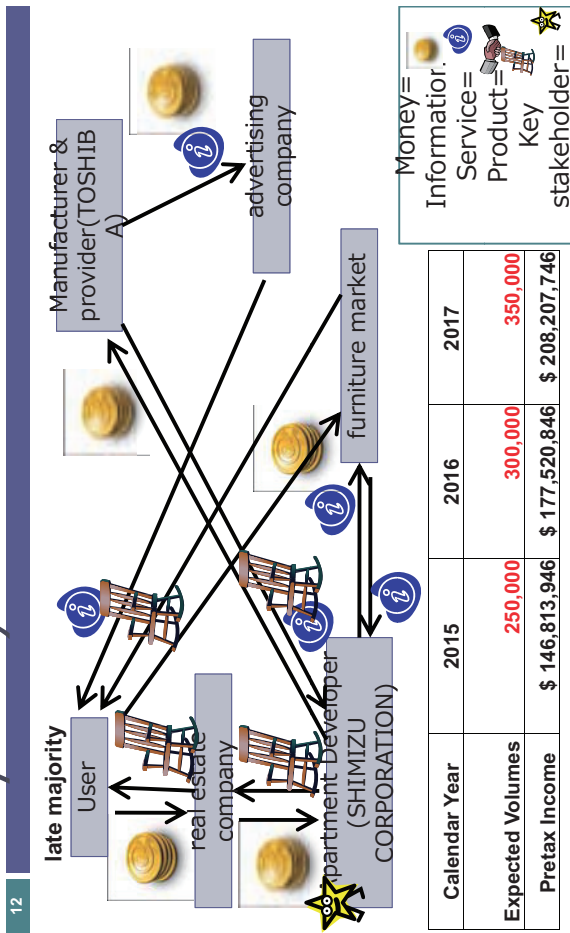 12
late majority
User
real estate
company
partment Developer
(SHIMIZU
CORPORATION)
Manufacturer &
provider(TOSHIB
A)
advertising
company
furniture market
Money=
Information
Service=
Product=
Key
stakeholder=
Calendar Year 2015 2016 2017
Expected Volumes 250,000 300,000 350,000
Pretax Income $ 146,813,946 $ 177,520,846 $ 208,207,746